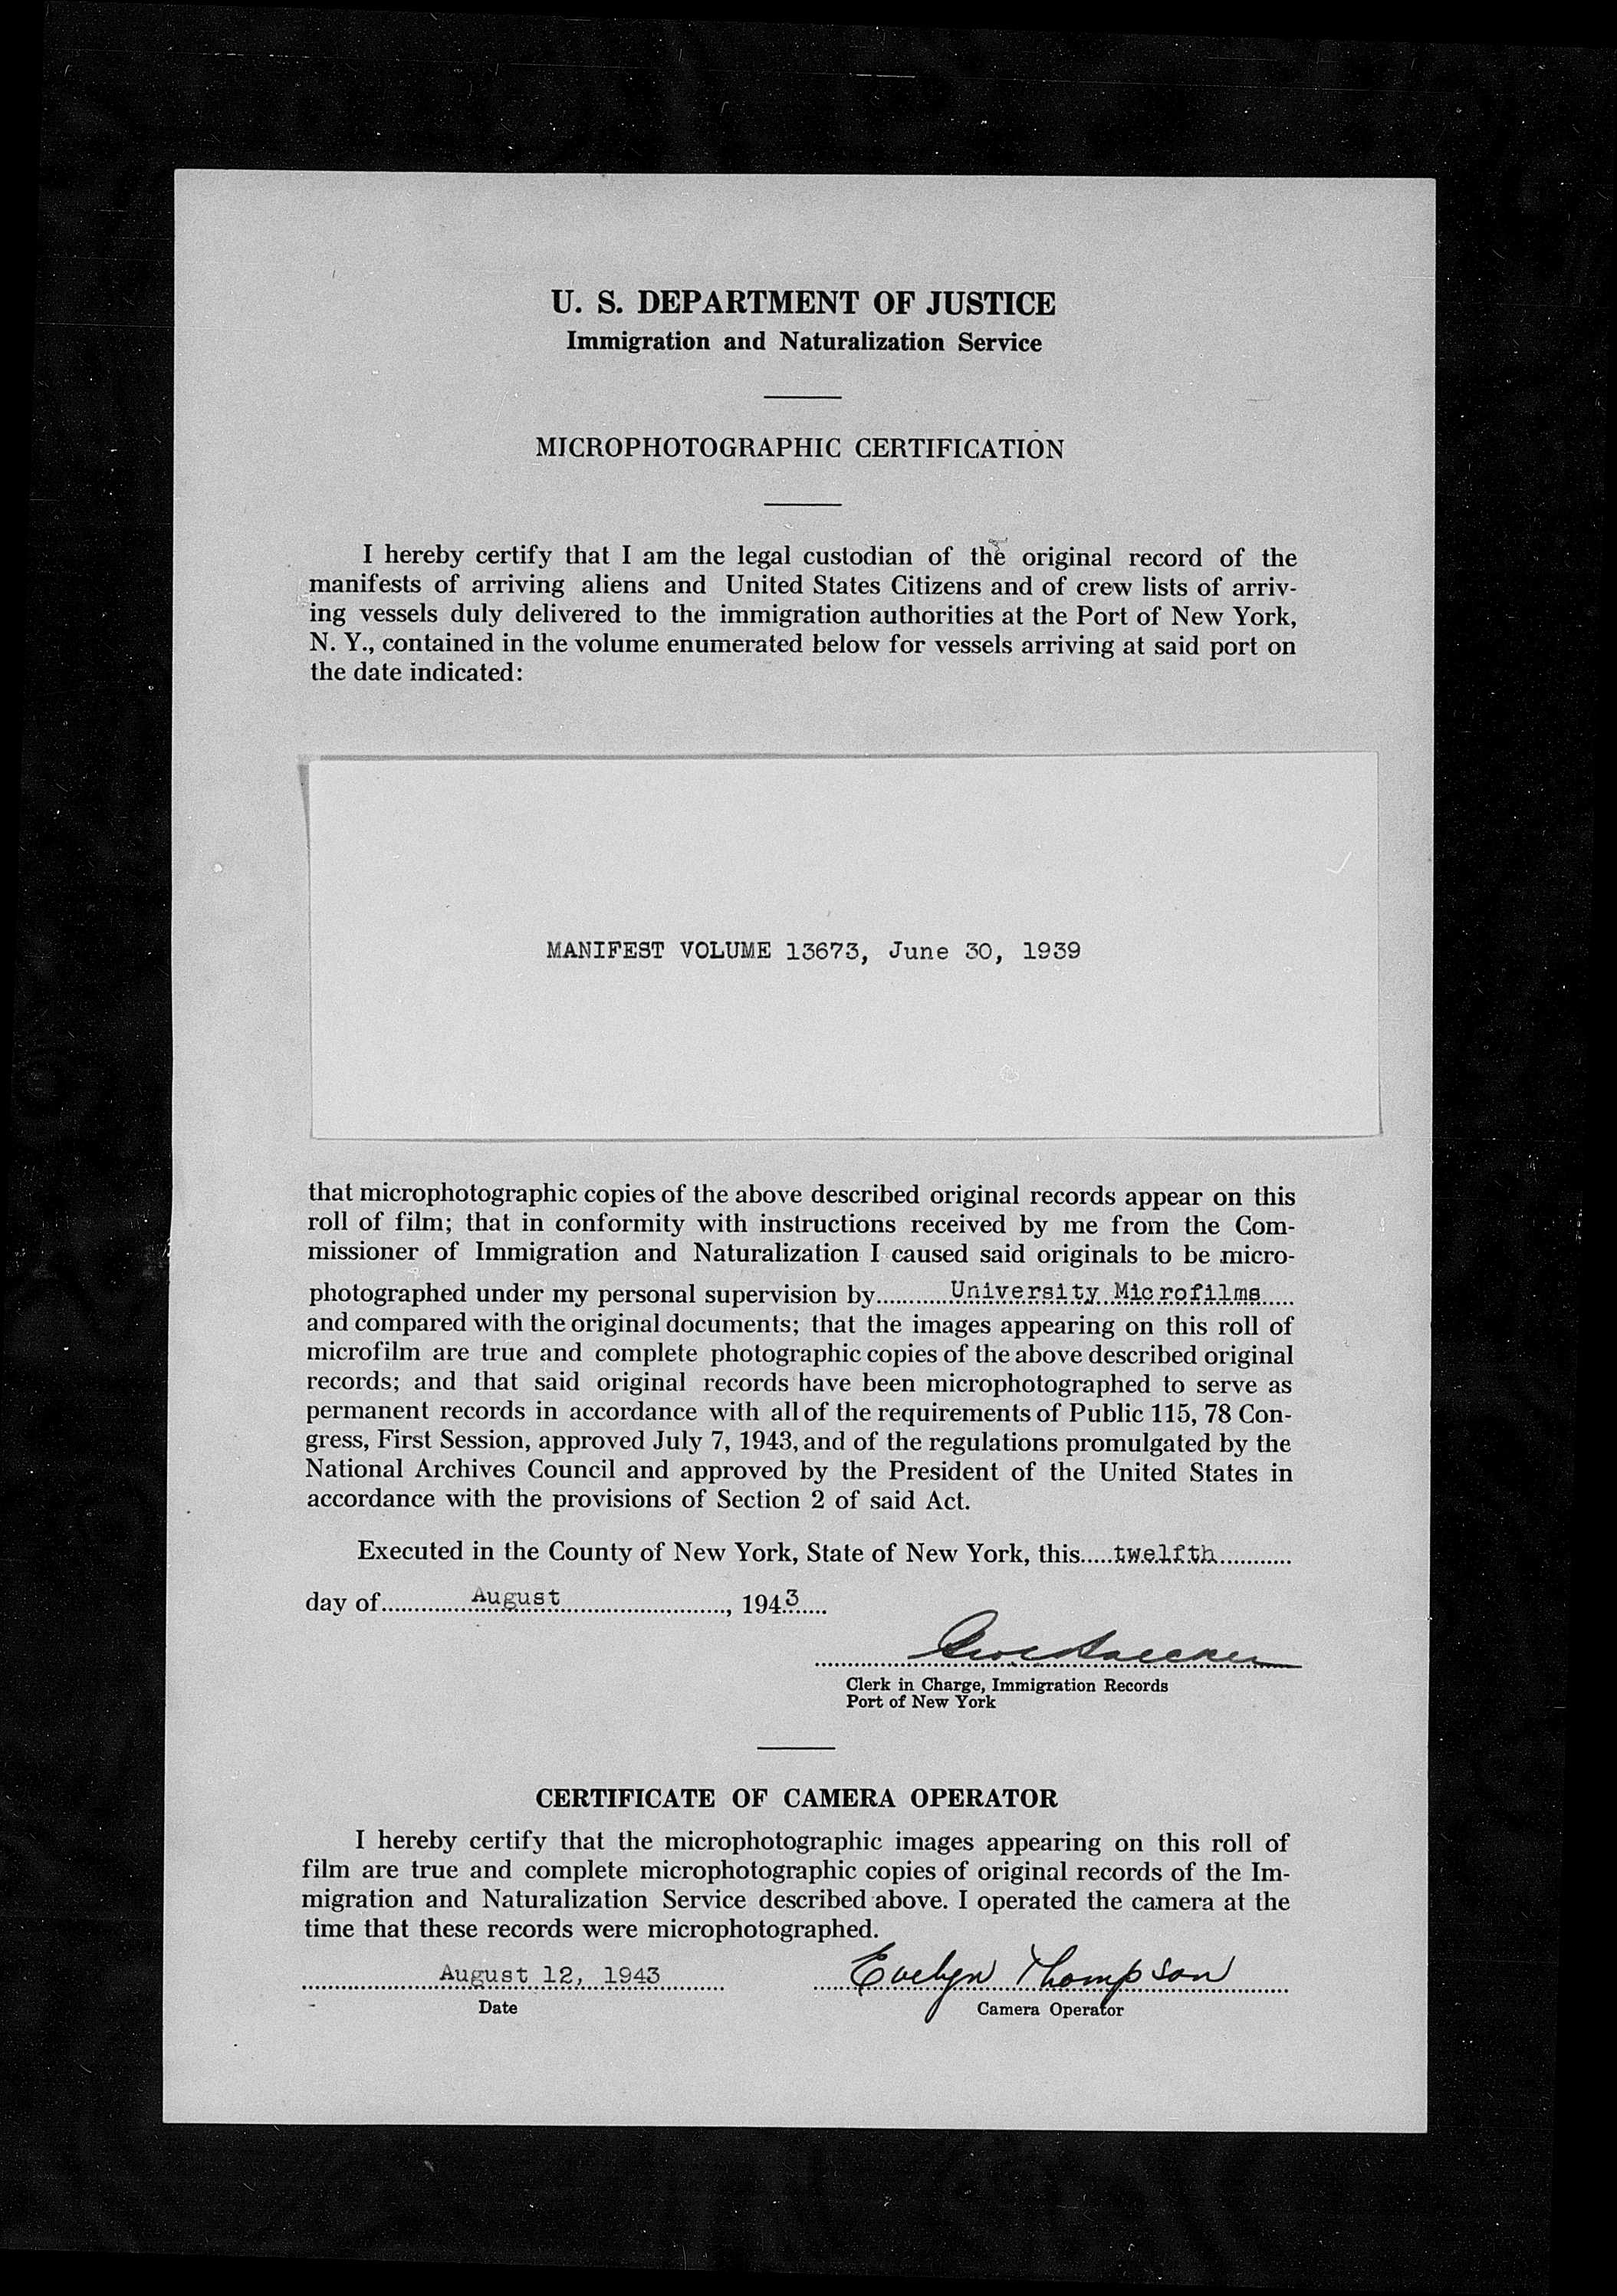 U. S. DEPARTMENT OF JUSTICE
Immigration and Naturalization Service
MICROPHOTOGRAPHIC CERTIFICATION
I hereby certify that I am the legal custodian of the original record of the
manifests of arriving aliens and United States Citizens and of crew lists of arriv-
ing vessels duly delivered to the immigration authorities at the Port of New York,
N. Y., contained in the volume enumerated below for vessels arriving at said port on
the date indicated:
MANIFEST VOLUME 13673, June 30, 1939
that microphotographic copies of the above described original records appear on this
roll of film; that in conformity with instructions received by me from the Com-
missioner of Immigration and Naturalization I caused said originals to be micro-
photographed under my personal supervision by University Microfilms
and compared with the original documents; that the images appearing on this roll of
microfilm are true and complete photographic copies of the above described original
records; and that said original records have been microphotographed to serve as
permanent records in accordance with all of the requirements of Public 115, 78 Con-
gress, First Session, approved July 7, 1943, and of the regulations promulgated by the
National Archives Council and approved by the President of the United States in
accordance with the provisions of Section 2 of said Act.
Executed in the County of New York, State of New York, this twelfth
day of August, 1943
Clerk in Charge, Immigration Records
Port of New York
CERTIFICATE OF CAMERA OPERATOR
I hereby certify that the microphotographic images appearing on this roll of
film are true and complete microphotographic copies of original records of the Im-
migration and Naturalization Service described above. I operated the camera at the
time that these records were microphotographed.
August 12, 1943 Evelyn Thompson
Date Camera Operator